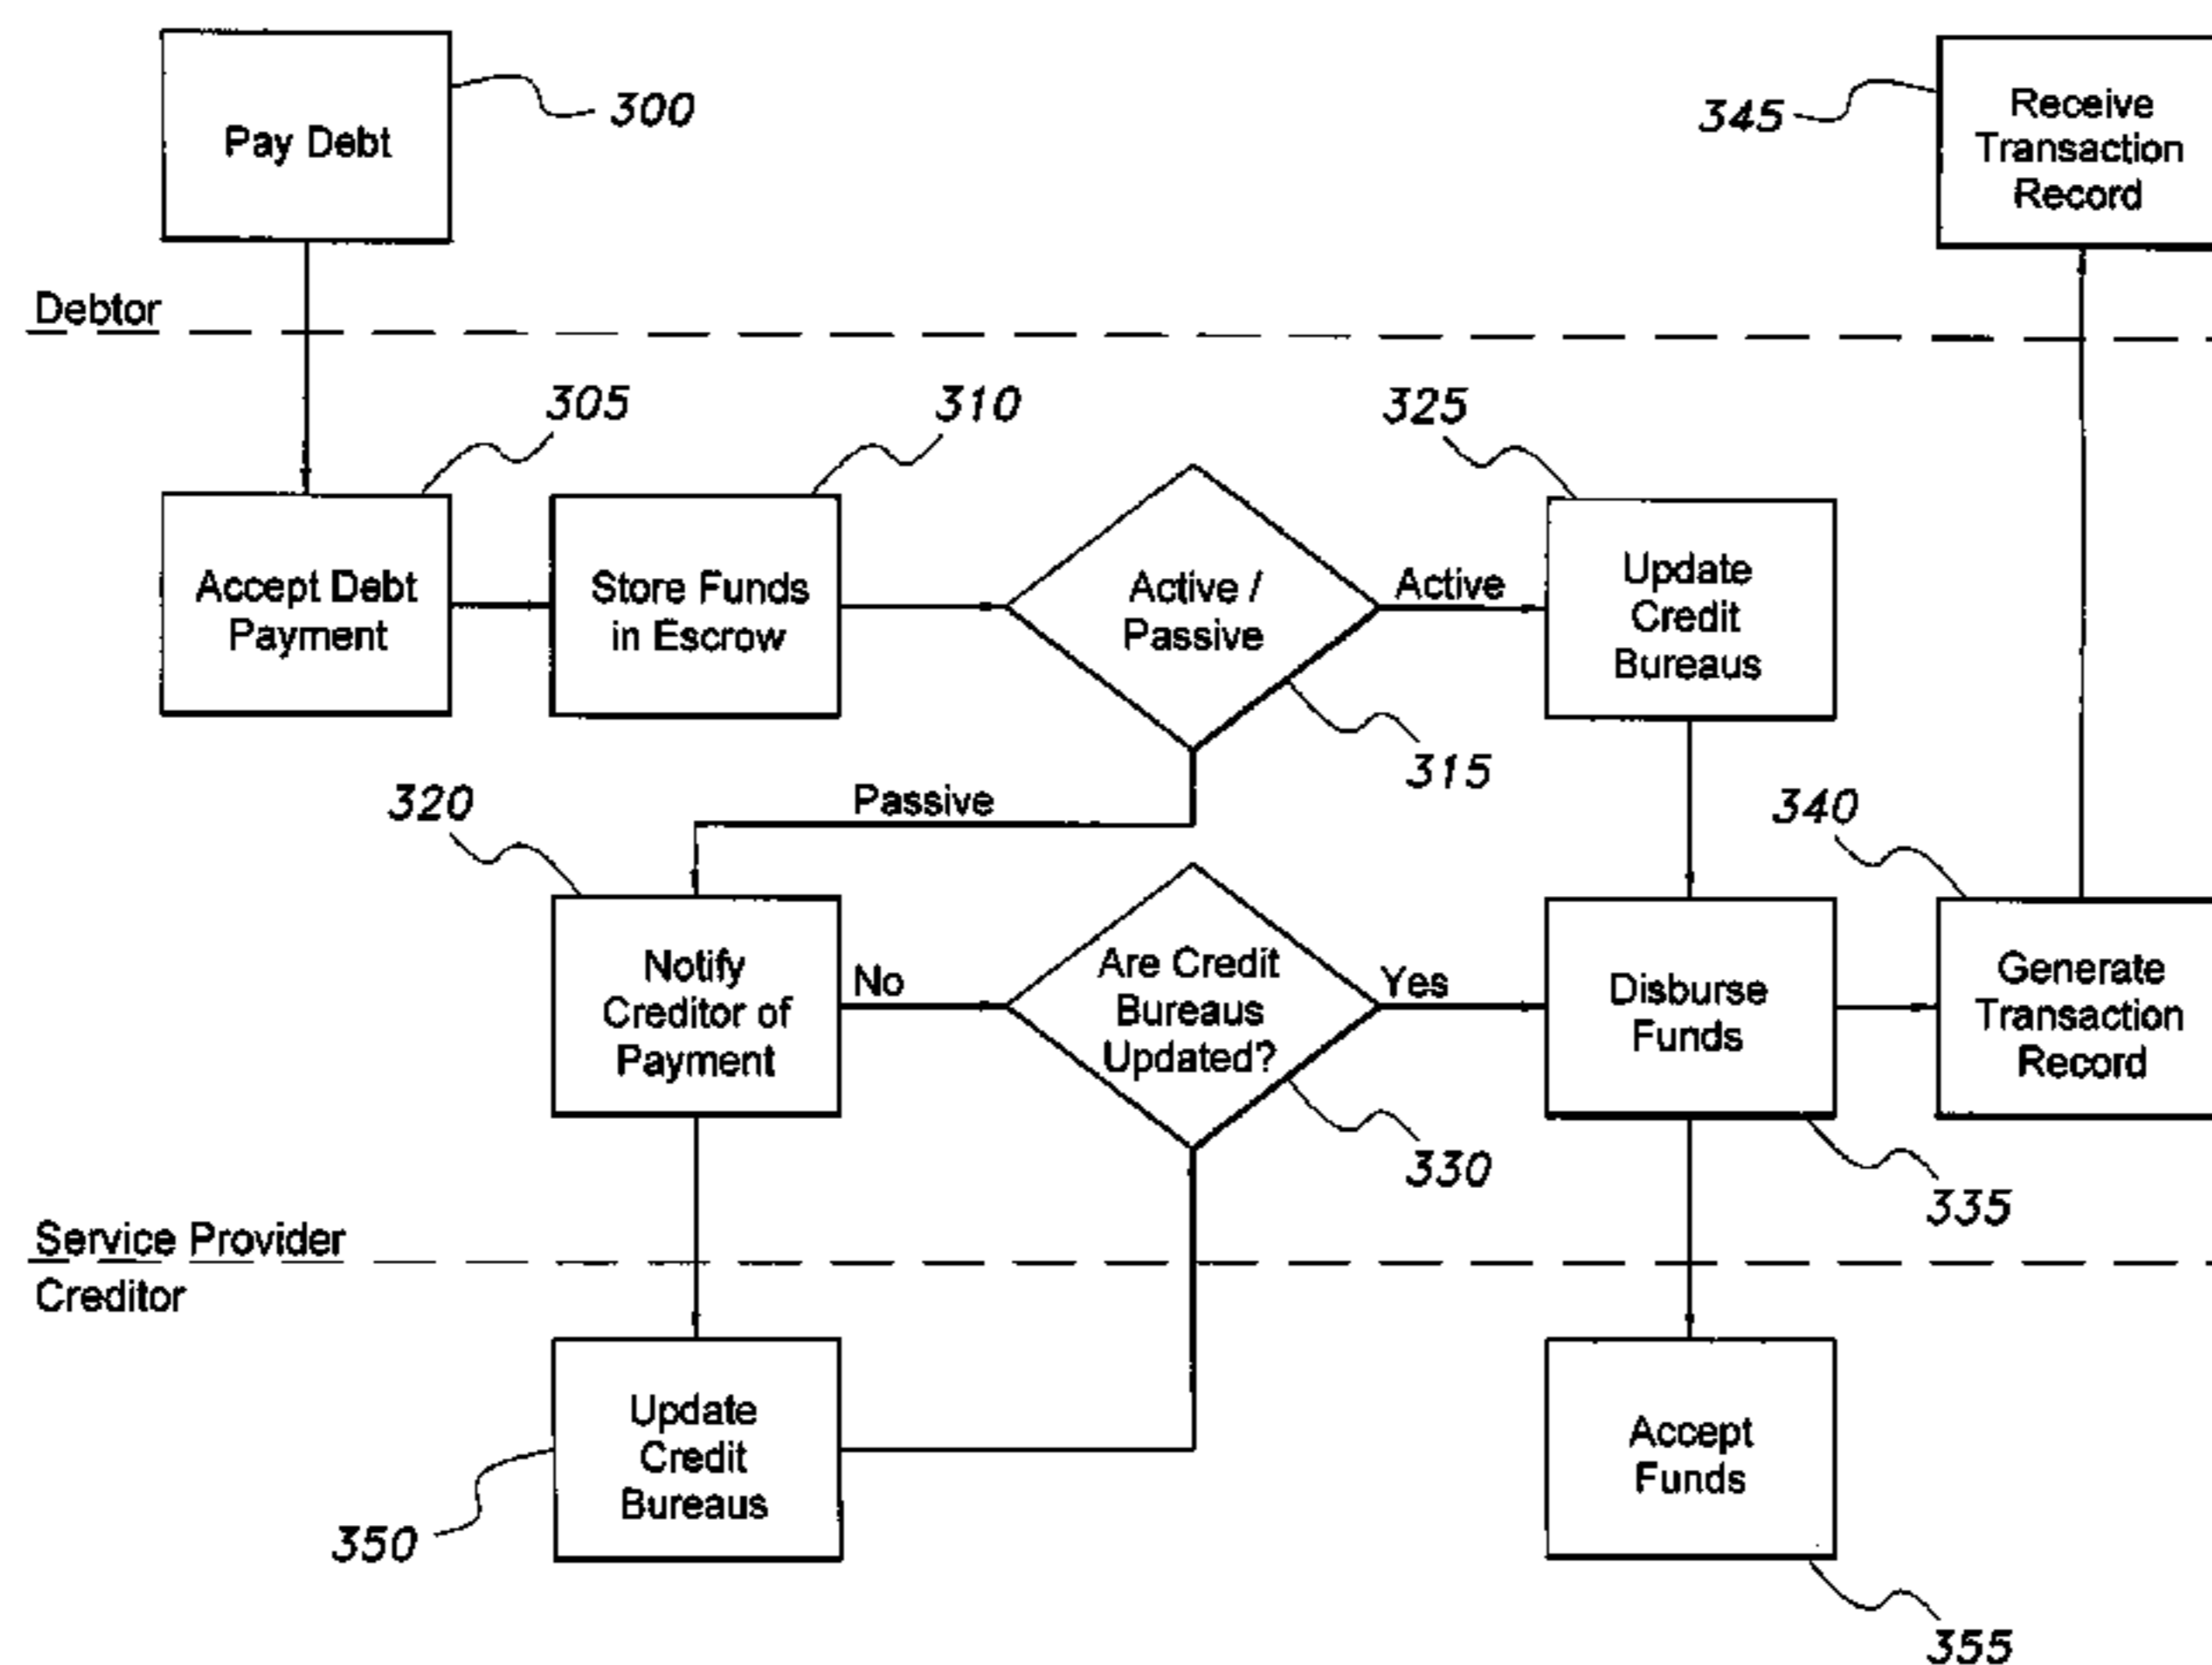 300
Pay Debt
345
Receive
Transaction
Record
Debtor
305
310
325
Accept Debt
Payment
Store Funds
in Escrow
Active /
Passive
Active
Update
Credit
Bureaus
315
Passive
320
340
Notify
Creditor of
Payment
No
Are Credit
Bureaus
Updated?
Yes
Disburse
Funds
Generate
Transaction
Record
330
335
Service Provider
Creditor
Update
Credit
Bureaus
350
Accept
Funds
355